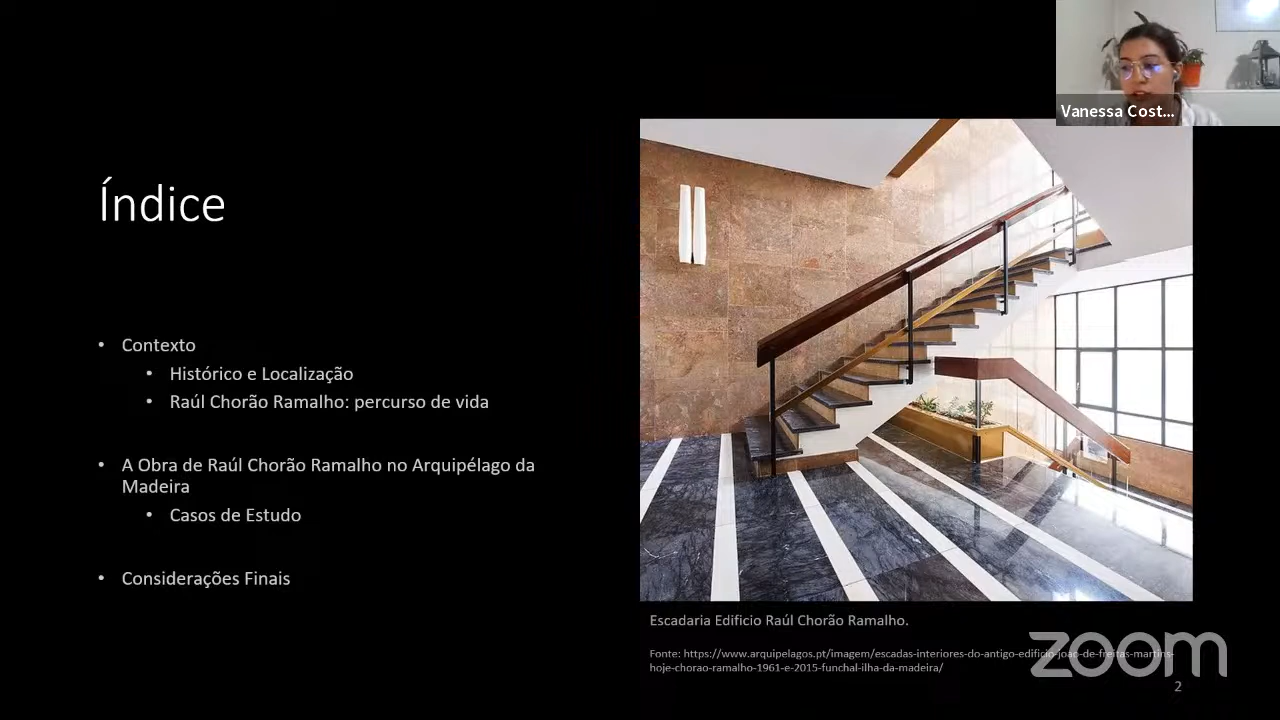 Vanessa Cost...
Índice
• Contexto
• Histórico e Localização
• Raúl Chorão Ramalho: percurso de vida
• A Obra de Raúl Chorão Ramalho no Arquipélago da
Madeira
• Casos de Estudo
• Considerações Finais
Escadaria Edificio Raúl Chorão Ramalho.
Fonte: https://www.arquipelagos.pt/imagem/escadas-interiores-do-antigo-edificio-joao-de-freitas-martins-
hoje-chorao-ramalho-1961-e-2015-funchal-ilha-da-madeira/
zoom
2